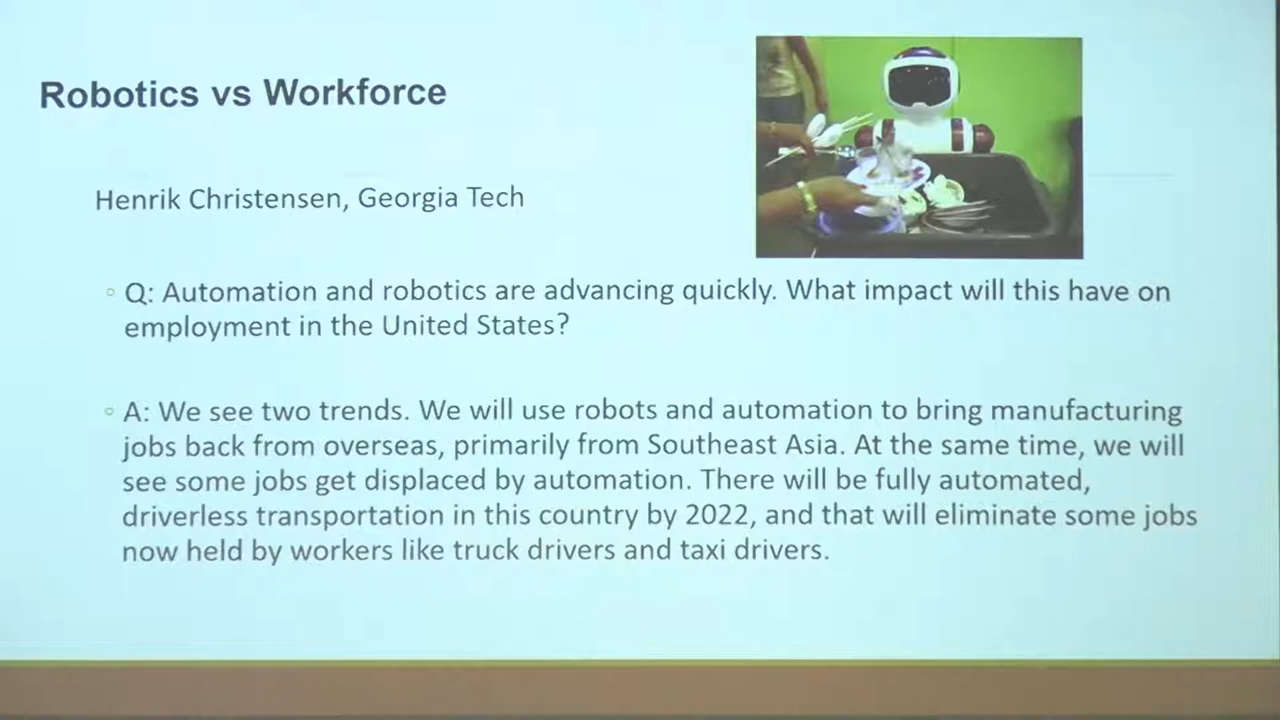 Robotics vs Workforce
Henrik Christensen, Georgia Tech
◦ Q: Automation and robotics are advancing quickly. What impact will this have on
employment in the United States?
◦ A: We see two trends. We will use robots and automation to bring manufacturing
jobs back from overseas, primarily from Southeast Asia. At the same time, we will
see some jobs get displaced by automation. There will be fully automated,
driverless transportation in this country by 2022, and that will eliminate some jobs
now held by workers like truck drivers and taxi drivers.